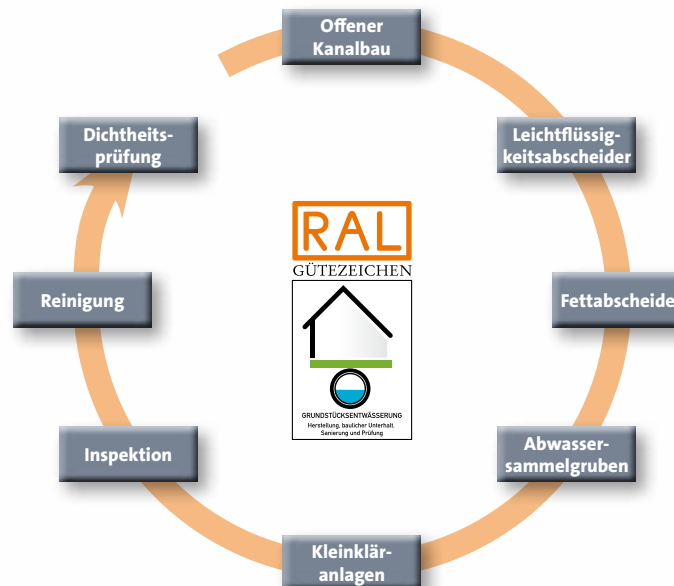 Offener
Kanalbau
Leichtflüssig-
keitsabscheider
Fettabscheide
Abwasser-
sammelgruben
Kleinklär-
anlagen
Inspektion
Reinigung
Dichtheits-
prüfung
RAL
GÜTEZEICHEN
GRUNDSTÜCKSENTWÄSSERUNG
Herstellung, baulicher Unterhalt,
Sanierung und Prüfung